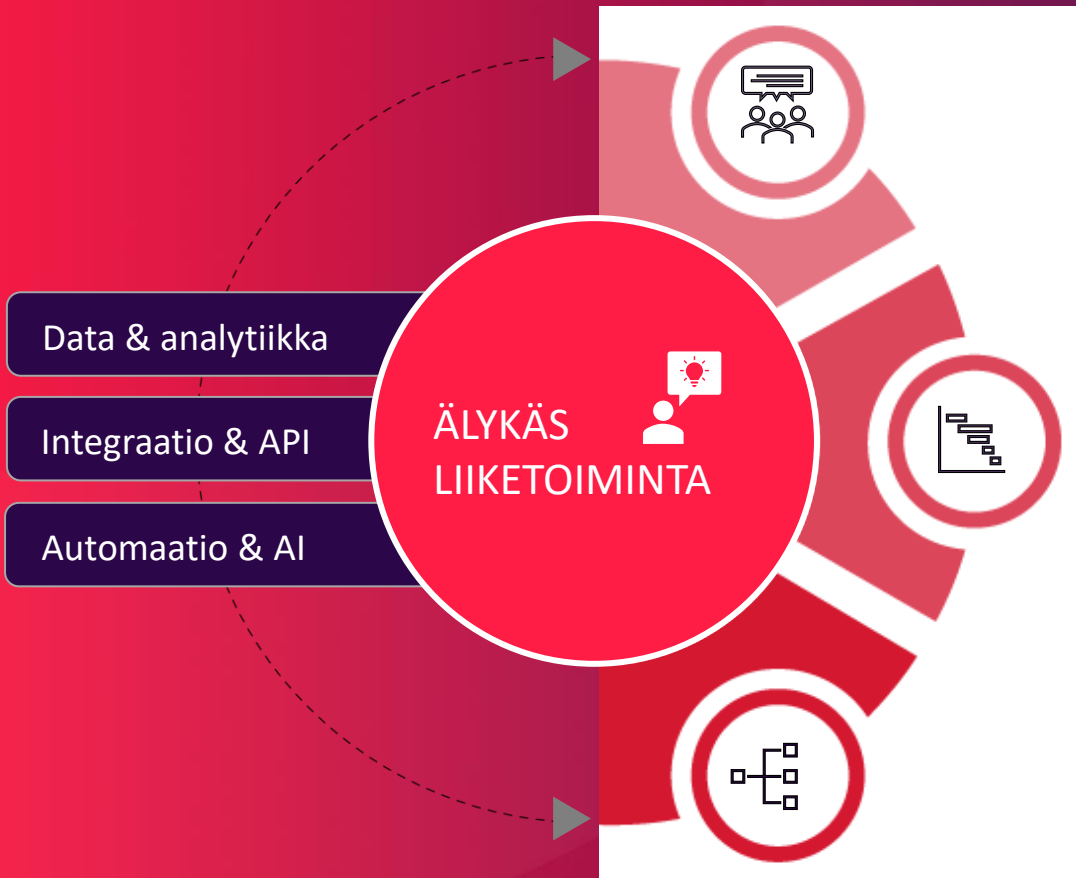 Data & analytiikka
Integraatio & API
Automaatio & AI
ÄLYKÄS
LIIKETOIMINTA